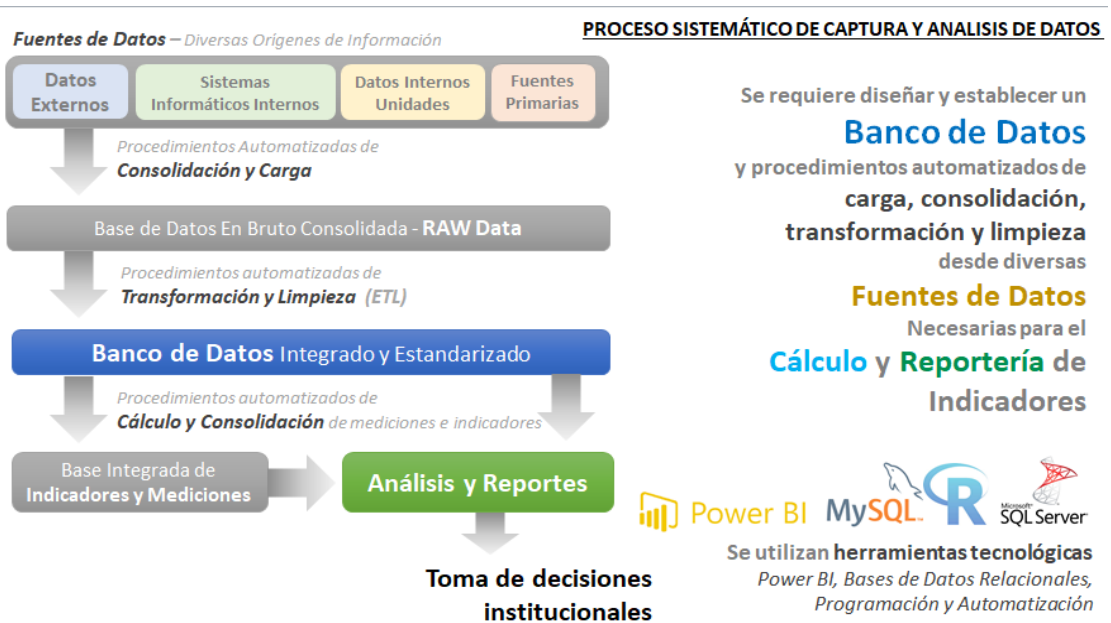 PROCESO SISTEMÁTICO DE CAPTURA Y ANALISIS DE DATOS
Fuentes de Datos – Diversas Orígenes de Información
Datos
Externos
Sistemas
Informáticos Internos
Datos Internos
Unidades
Fuentes
Primarias
Procedimientos Automatizadas de
Consolidación y Carga
Base de Datos En Bruto Consolidada - RAW Data
Procedimientos automatizadas de
Transformación y Limpieza (ETL)
Banco de Datos Integrado y Estandarizado
Procedimientos automatizados de
Cálculo y Consolidación de mediciones e indicadores
Base Integrada de
Indicadores y Mediciones
Análisis y Reportes
Toma de decisiones
institucionales
Se requiere diseñar y establecer un
Banco de Datos
y procedimientos automatizados de
carga, consolidación,
transformación y limpieza
desde diversas
Fuentes de Datos
Necesarias para el
Cálculo y Reportería de
Indicadores
Power BI
MySQL
R
Microsoft
SQL Server
Se utilizan herramientas tecnológicas
Power BI, Bases de Datos Relacionales,
Programación y Automatización